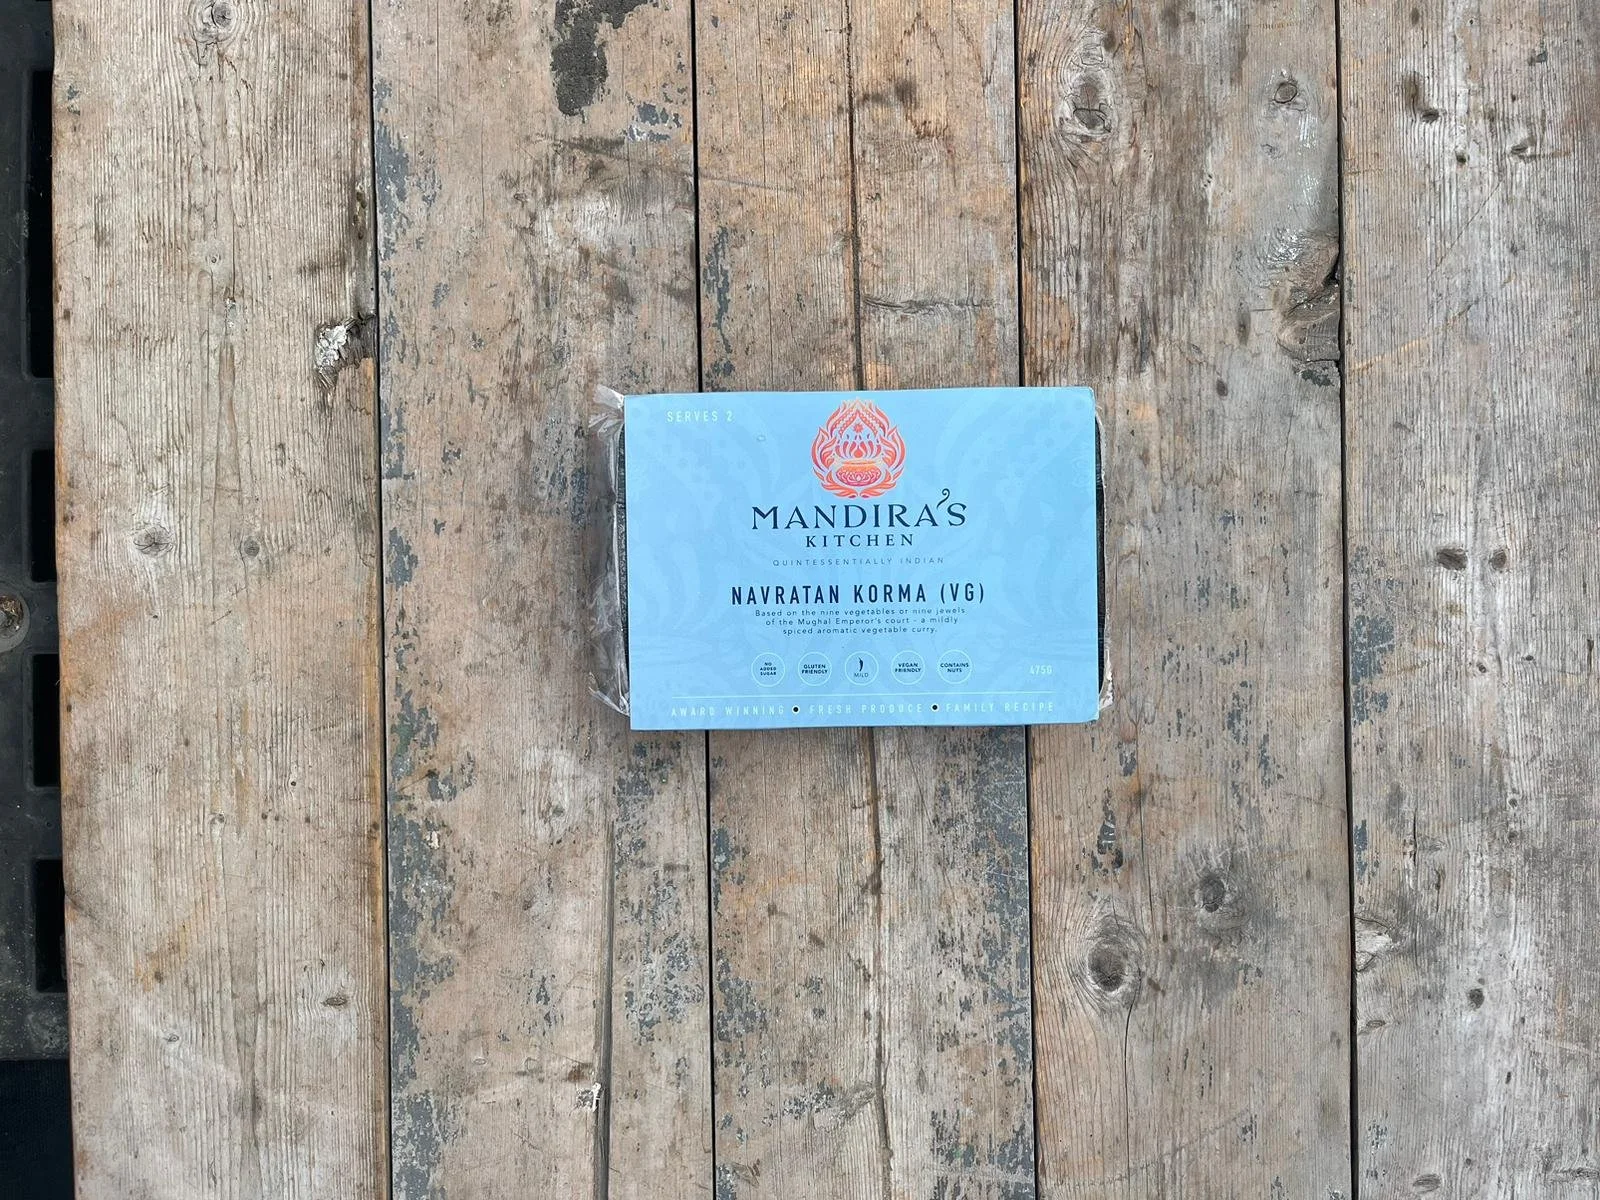 SERVES 2
MANDIRA'S
KITCHEN
QUINTESSENTIALLY INDIAN
NAVRATAN KORMA (VG)
Based on the nine vegetables or nine jewels
of the Mughal Emperor's court - a mildly
spiced aromatic vegetable curry.
NO
ADDED
SUGAR
GLUTEN
FRIENDLY
MILD
VEGAN
FRIENDLY
CONTAINS
NUTS
475G
AWARD WINNING • FRESH PRODUCE • FAMILY RECIPE